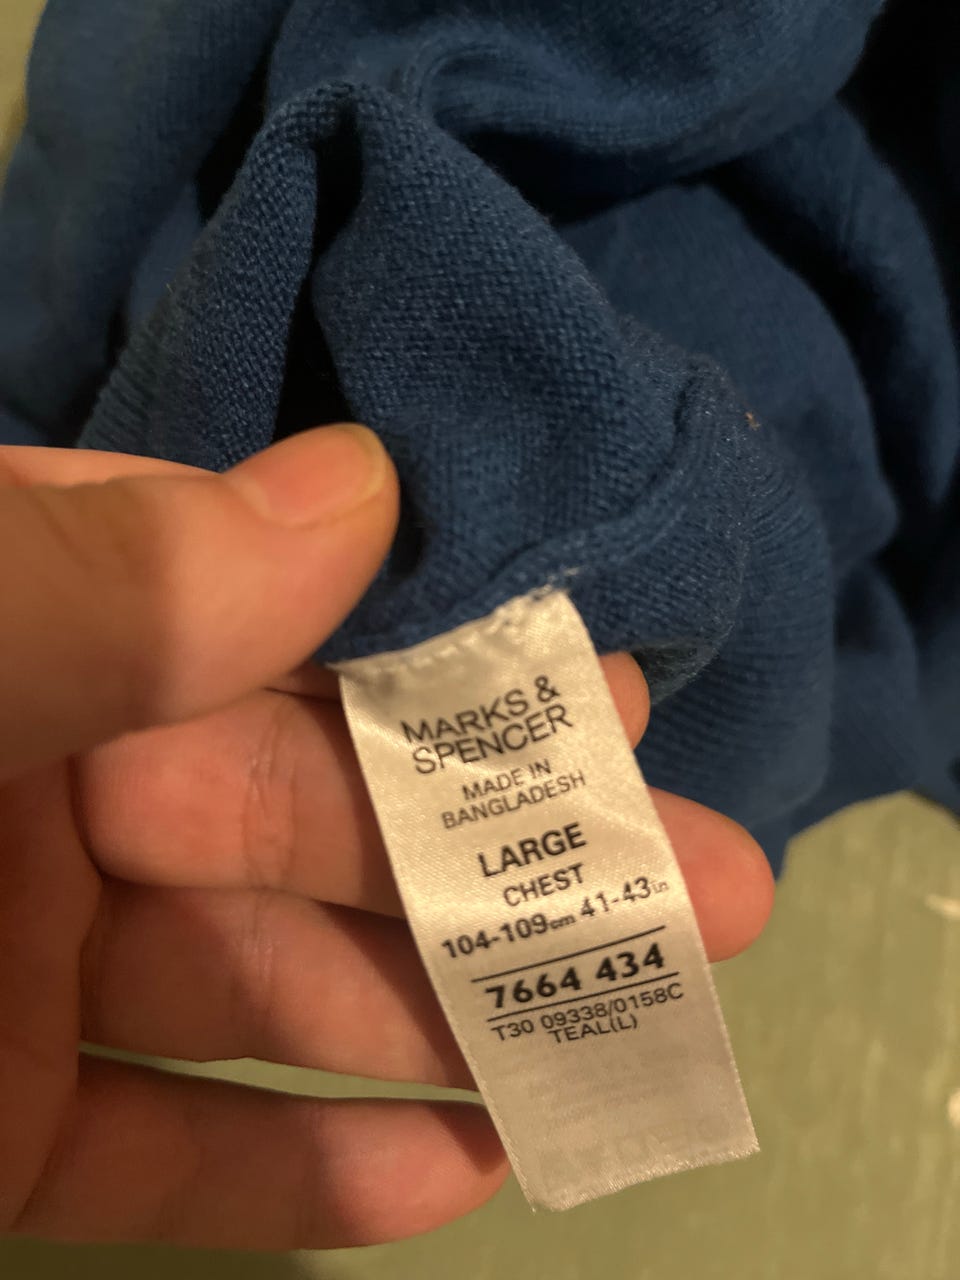 MARKS &
SPENCER
MADE IN
BANGLADESH
LARGE
CHEST
104-109cm 41-43in
7664 434
T30 09338/0158C
TEAL(L)